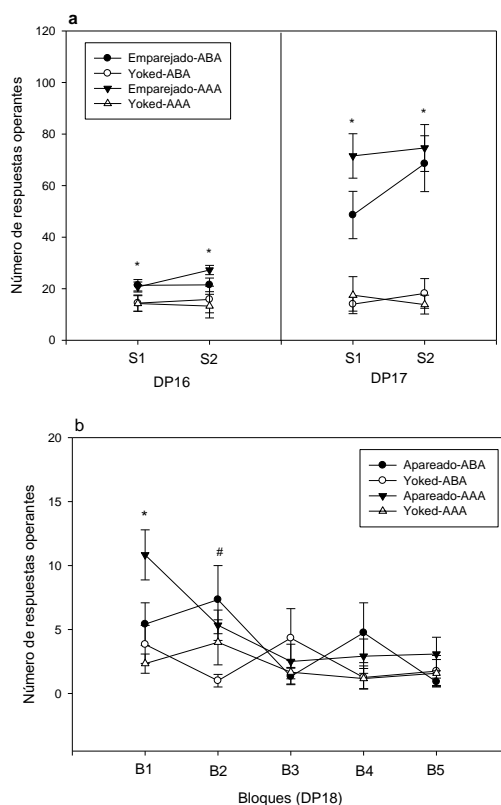 a
120
100
80
60
40
20
0
Número de respuestas operantes
Emparejado-ABA
Yoked-ABA
Emparejado-AAA
Yoked-AAA
*
*
*
*
S1
S2
S1
S2
DP16
DP17
b
20
15
10
5
0
Número de respuestas operantes
Apareado-ABA
Yoked-ABA
Apareado-AAA
Yoked-AAA
*
#
B1
B2
B3
B4
B5
Bloques (DP18)